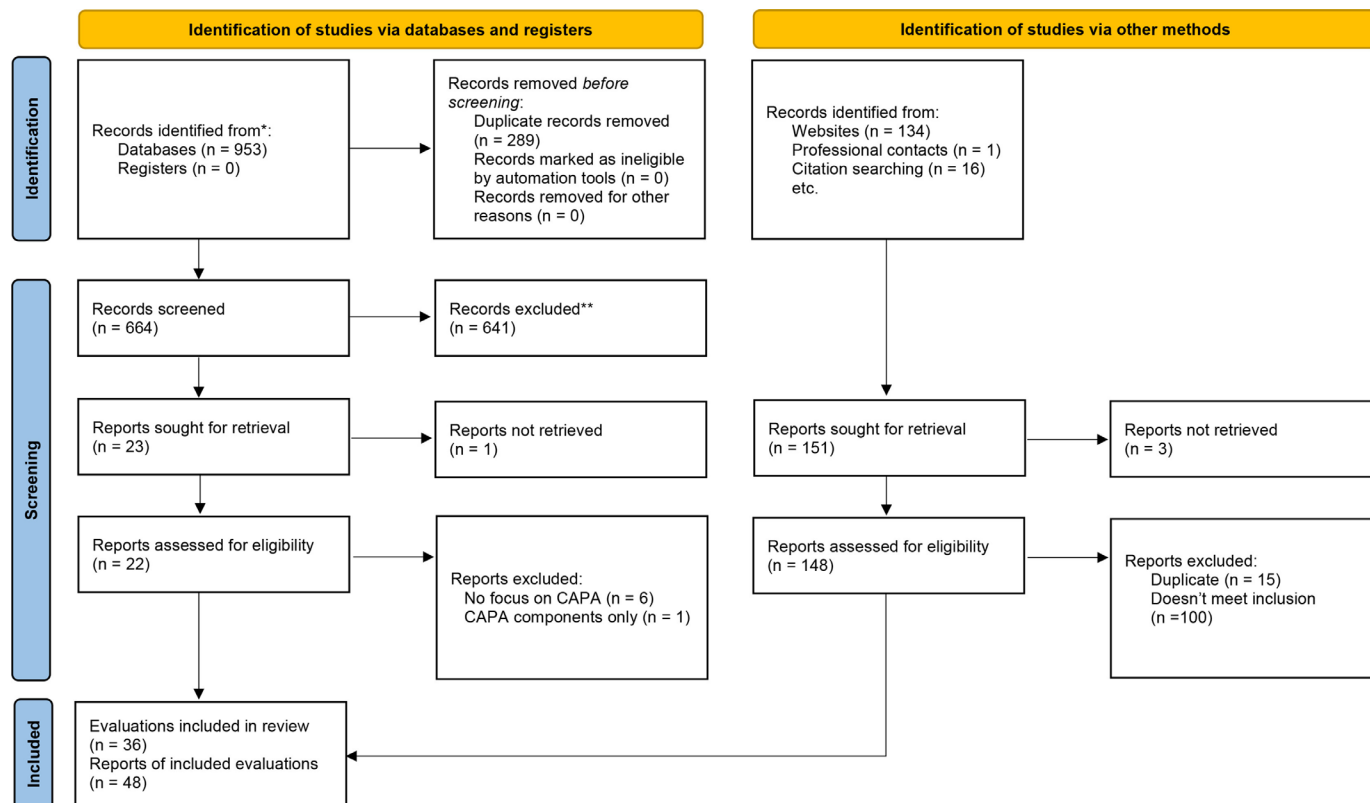 Identification of studies via databases and registers
Identification of studies via other methods
Identification
Records identified from*:
Databases (n = 953)
Registers (n = 0)
Records removed before
screening:
Duplicate records removed
(n = 289)
Records marked as ineligible
by automation tools (n = 0)
Records removed for other
reasons (n = 0)
Records identified from:
Websites (n = 134)
Professional contacts (n = 1)
Citation searching (n = 16)
etc.
Screening
Records screened
(n = 664)
Records excluded**
(n = 641)
Reports sought for retrieval
(n = 23)
Reports not retrieved
(n = 1)
Reports sought for retrieval
(n = 151)
Reports not retrieved
(n = 3)
Reports assessed for eligibility
(n = 22)
Reports excluded:
No focus on CAPA (n = 6)
CAPA components only (n = 1)
Reports assessed for eligibility
(n = 148)
Reports excluded:
Duplicate (n = 15)
Doesn't meet inclusion
(n =100)
Included
Evaluations included in review
(n = 36)
Reports of included evaluations
(n = 48)